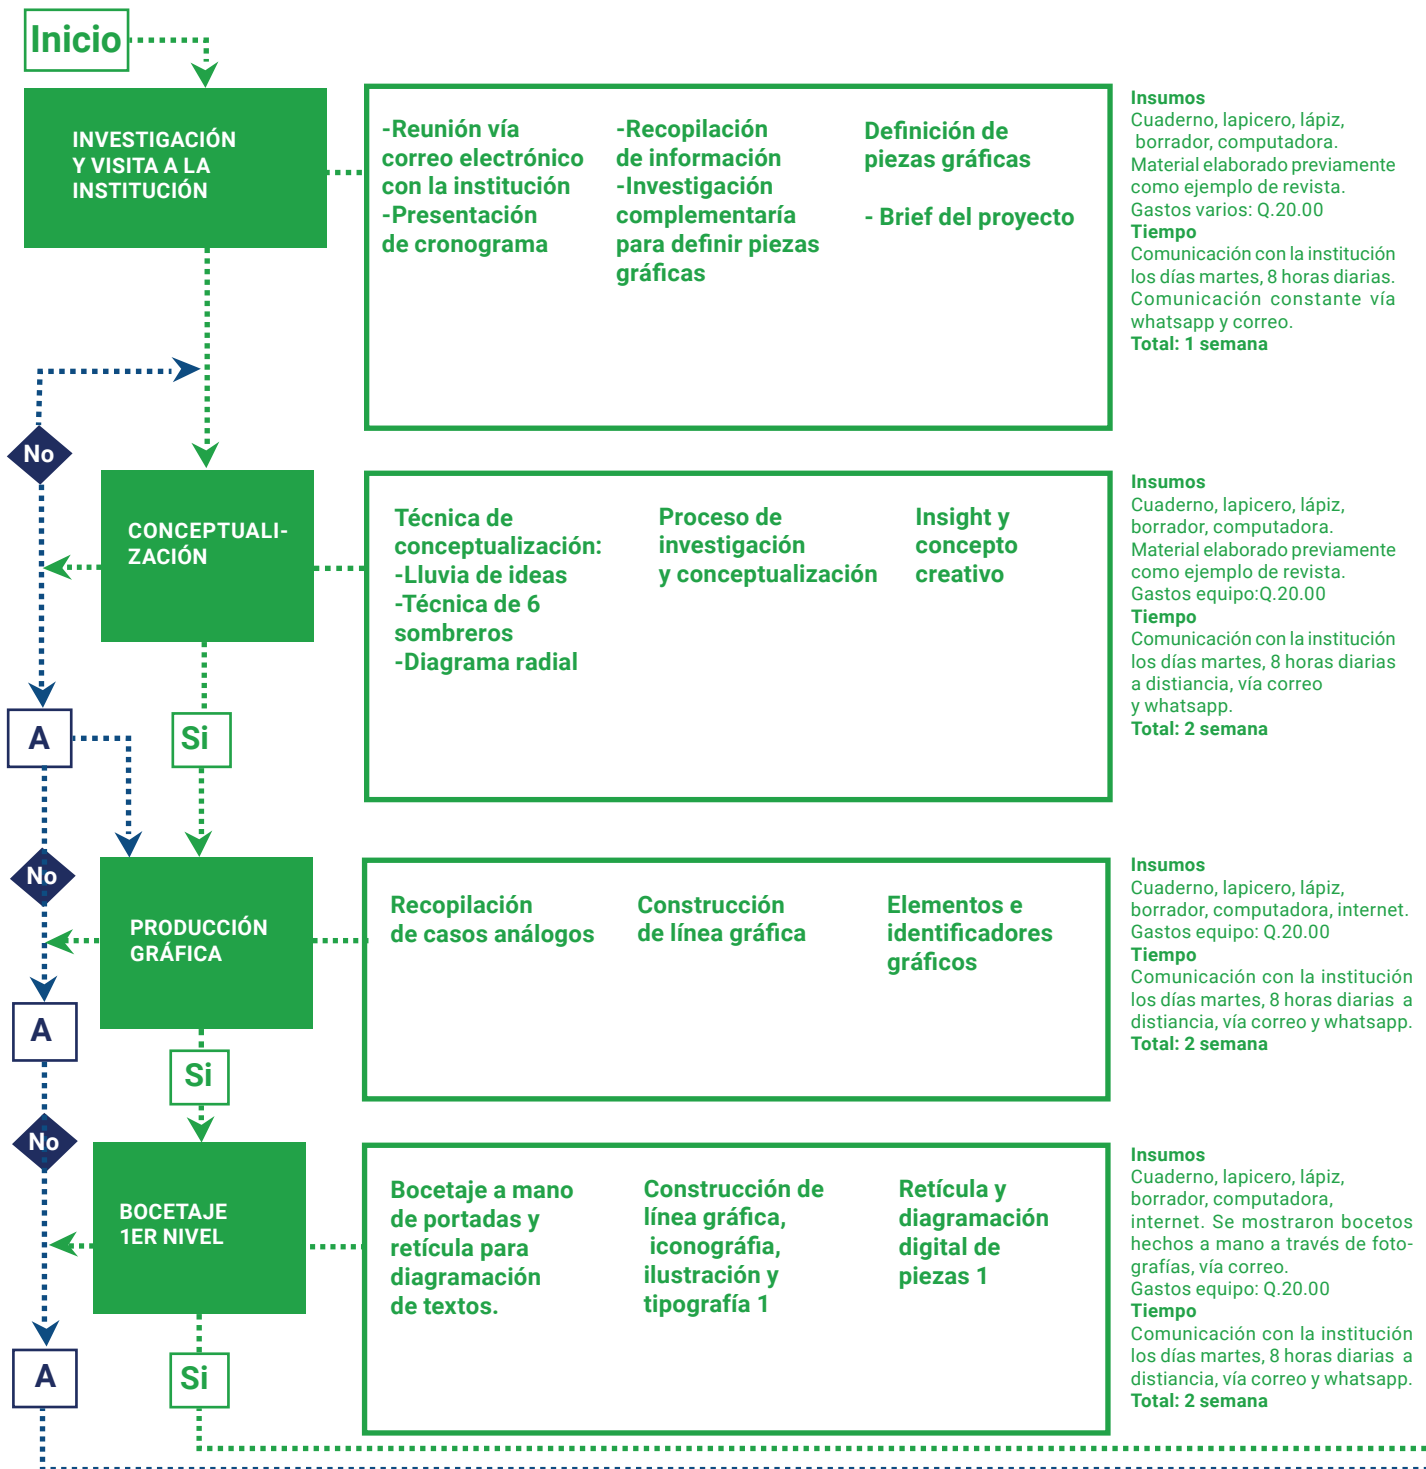 Inicio
INVESTIGACIÓN
Y VISITA A LA
INSTITUCIÓN
-Reunión vía
correo electrónico
con la institución
-Presentación
de cronograma
-Recopilación
de información
-Investigación
complementaría
para definir piezas
gráficas
Definición de
piezas gráficas
- Brief del proyecto
Insumos
Cuaderno, lapicero, lápiz,
borrador, computadora.
Material elaborado previamente
como ejemplo de revista.
Gastos varios: Q.20.00
Tiempo
Comunicación con la institución
los días martes, 8 horas diarias.
Comunicación constante vía
whatsapp y correo.
Total: 1 semana
No
CONCEPTUALI-
ZACIÓN
Técnica de
conceptualización:
-Lluvia de ideas
-Técnica de 6
sombreros
-Diagrama radial
Proceso de
investigación
y conceptualización
Insight y
concepto
creativo
Insumos
Cuaderno, lapicero, lápiz,
borrador, computadora.
Material elaborado previamente
como ejemplo de revista.
Gastos equipo:Q.20.00
Tiempo
Comunicación con la institución
los días martes, 8 horas diarias
a distiancia, vía correo
y whatsapp.
Total: 2 semana
A
Si
No
PRODUCCIÓN
GRÁFICA
Recopilación
de casos análogos
Construcción
de línea gráfica
Elementos e
identificadores
gráficos
Insumos
Cuaderno, lapicero, lápiz,
borrador, computadora, internet.
Gastos equipo: Q.20.00
Tiempo
Comunicación con la institución
los días martes, 8 horas diarias a
distiancia, vía correo y whatsapp.
Total: 2 semana
A
Si
No
BOCETAJE
1ER NIVEL
Bocetaje a mano
de portadas y
retícula para
diagramación
de textos.
Construcción de
línea gráfica,
iconográfia,
ilustración y
tipografía 1
Retícula y
diagramación
digital de
piezas 1
Insumos
Cuaderno, lapicero, lápiz,
borrador, computadora,
internet. Se mostraron bocetos
hechos a mano a través de foto-
grafías, vía correo.
Gastos equipo: Q.20.00
Tiempo
Comunicación con la institución
los días martes, 8 horas diarias a
distiancia, vía correo y whatsapp.
Total: 2 semana
A
Si